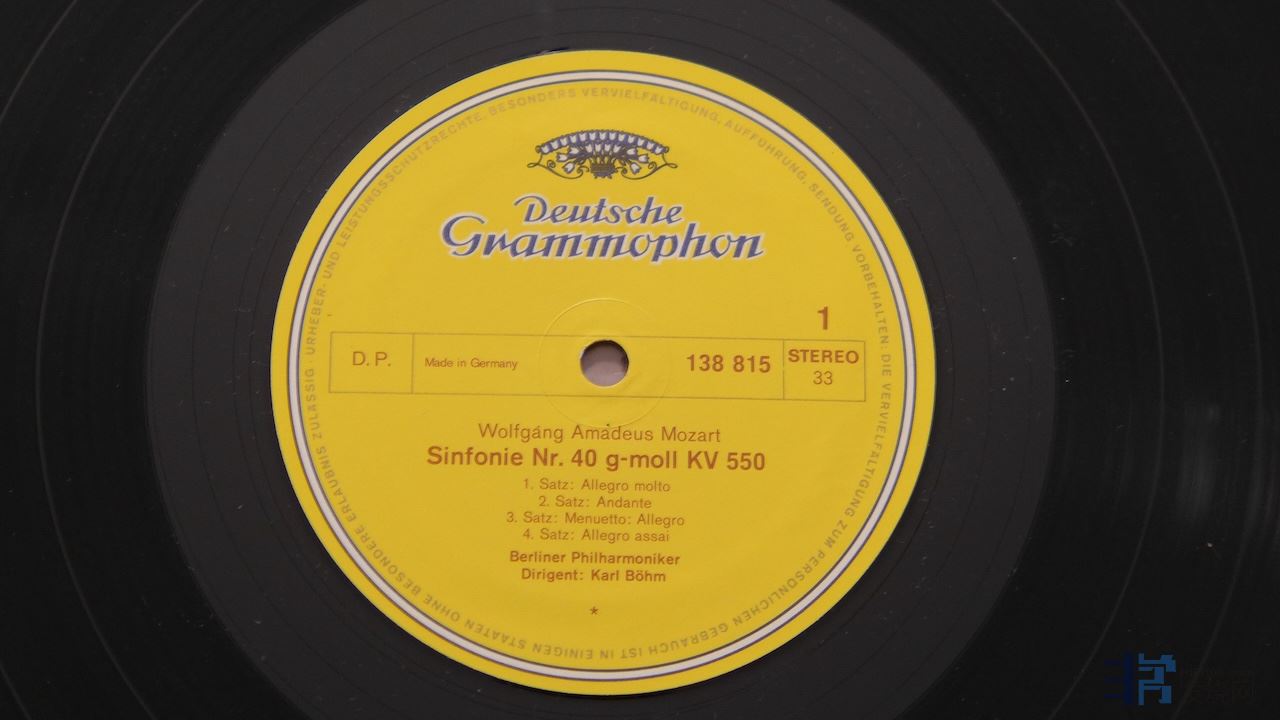 URHEBER- UND LEISTUNGSSCHUTZRECHTE, BESONDERS VERVIELFÄLTIGUNG, AUFFÜHRUNG, SENDUNG VORBEHALTEN: DIE VERVIELFÄLTIGUNG ZUM PERSÖNLICHEN GEBRAUCH IST IN EINIGEN STAATEN OHNE BESONDERE ERLAUBNIS ZULÄSSIG ·
Deutsche
Grammophon
1
D. P.
Made in Germany
138 815
STEREO
33
Wolfgang Amadeus Mozart
Sinfonie Nr. 40 g-moll KV 550
1. Satz: Allegro molto
2. Satz: Andante
3. Satz: Menuetto: Allegro
4. Satz: Allegro assai
Berliner Philharmoniker
Dirigent: Karl Böhm
*